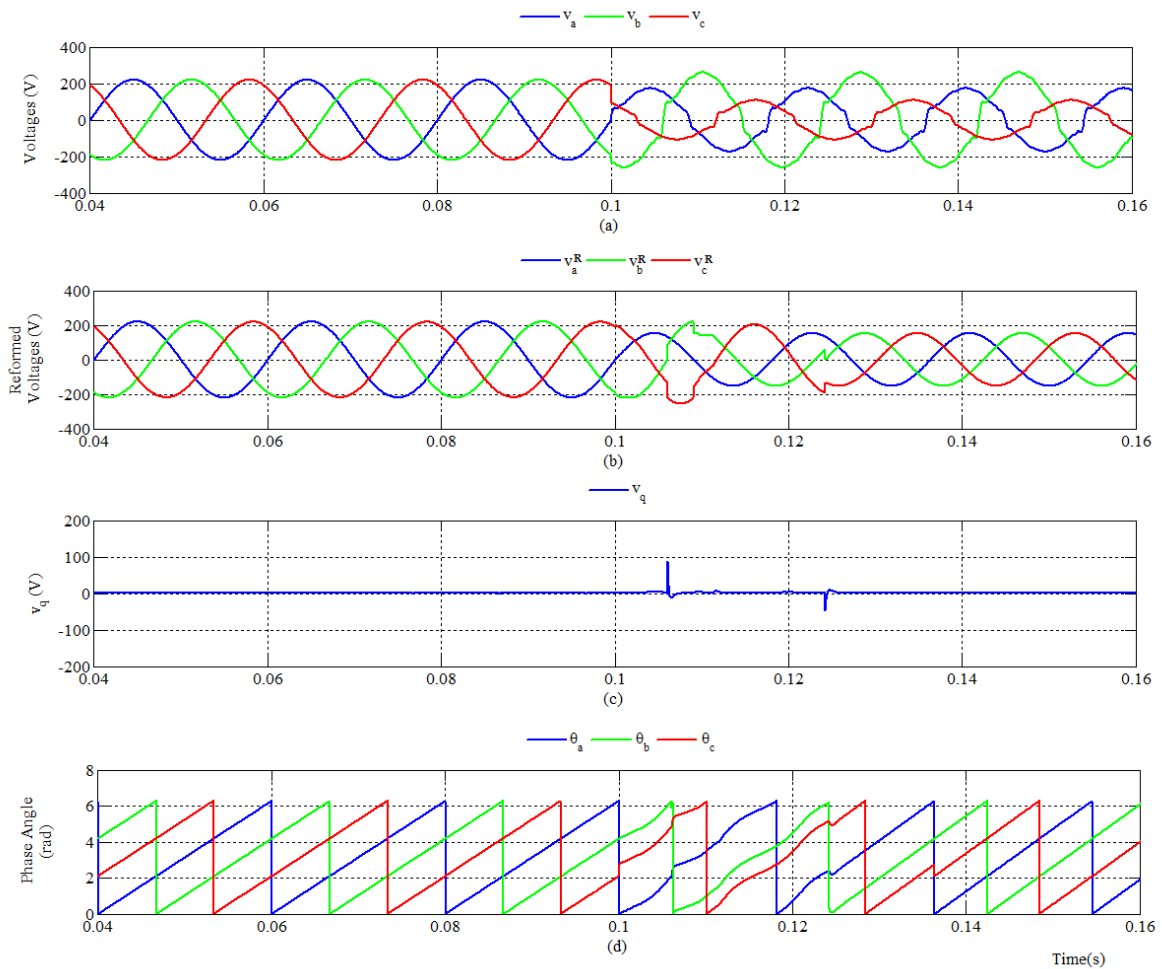 v_a v_b v_c
Voltages (V)
400
200
0
-200
-400
0.04 0.06 0.08 0.1 0.12 0.14 0.16
(a)
v_a^R v_b^R v_c^R
Reformed
Voltages (V)
400
200
0
-200
-400
0.04 0.06 0.08 0.1 0.12 0.14 0.16
(b)
v_q
v_q (V)
200
100
0
-100
-200
0.04 0.06 0.08 0.1 0.12 0.14 0.16
(c)
θ_a θ_b θ_c
Phase Angle
(rad)
8
6
4
2
0
0.04 0.06 0.08 0.1 0.12 0.14 0.16
(d)
Time(s)